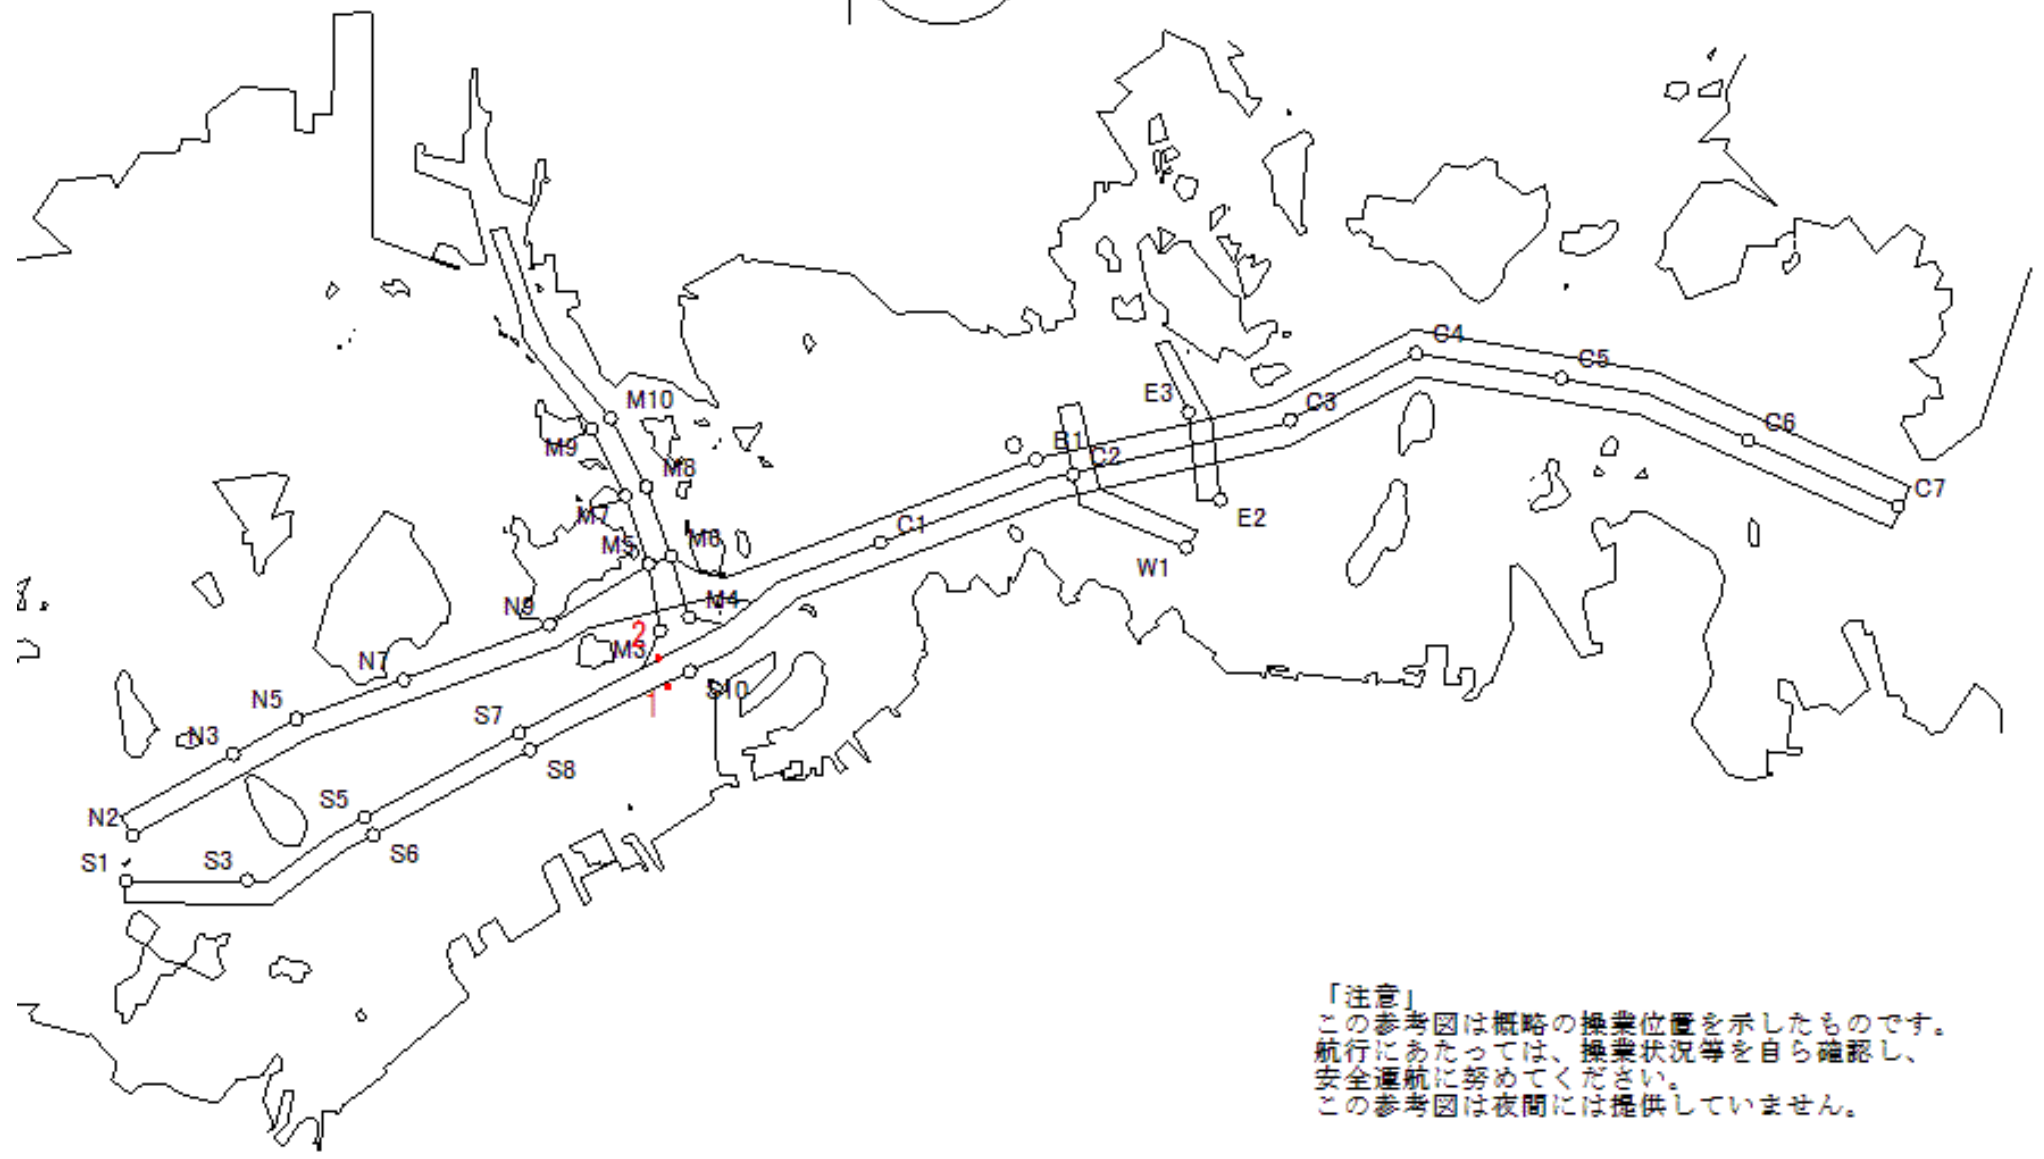 C4
C5
M10
E3
C3
C6
M9
B1
C2
M8
C7
M7
E2
C1
M5
M6
W1
N9
M4
2
M3
N7
S10
1
N5
S7
N3
S8
S5
N2
S6
S1
S3
「注意」
この参考図は概略の操業位置を示したものです。
航行にあたっては、操業状況等を自ら確認し、
安全運航に努めてください。
この参考図は夜間には提供していません。